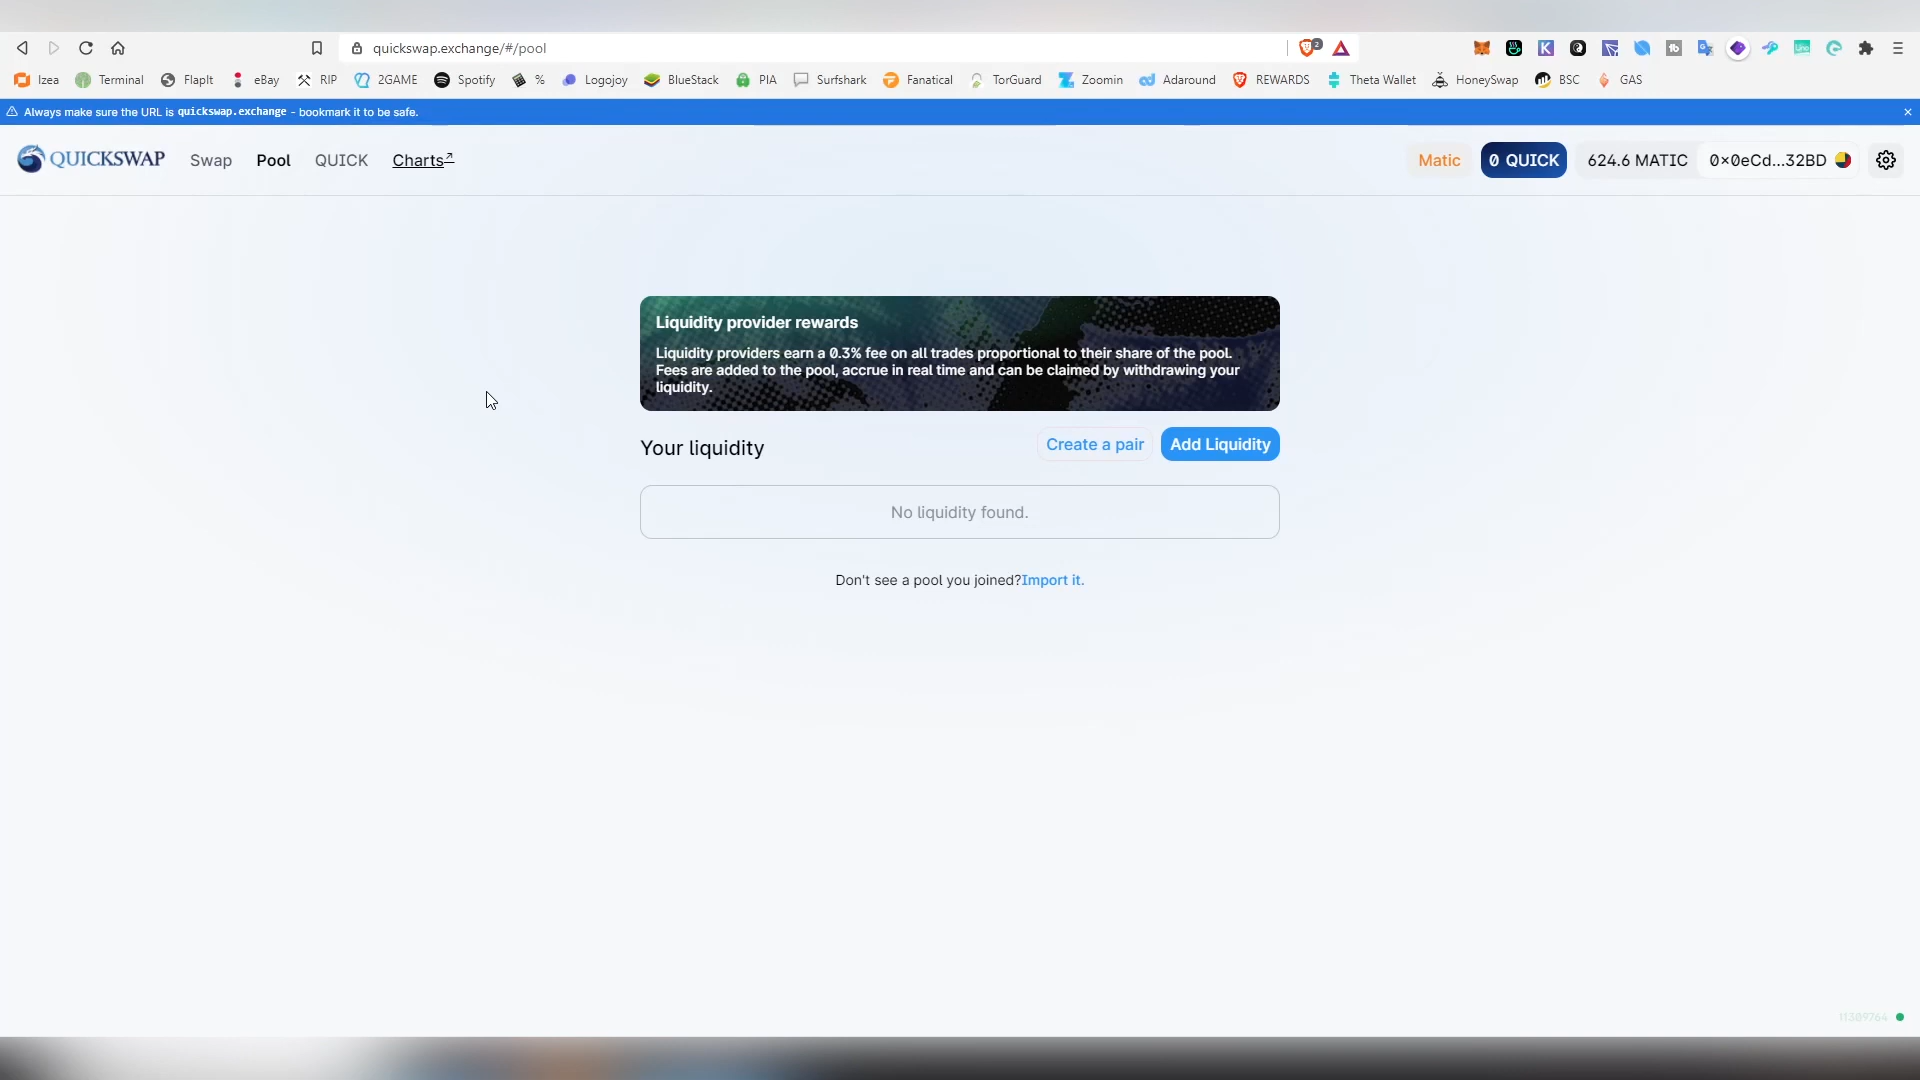 quickswap.exchange/#/pool
2
Izea Terminal FlapIt eBay RIP 2GAME Spotify % Logojoy BlueStack PIA Surfshark Fanatical TorGuard Zoomin Adaround REWARDS Theta Wallet HoneySwap BSC GAS
Always make sure the URL is quickswap.exchange - bookmark it to be safe.
QUICKSWAP Swap Pool QUICK Charts↗ Matic 0 QUICK 624.6 MATIC 0x0eCd...32BD
Liquidity provider rewards
Liquidity providers earn a 0.3% fee on all trades proportional to their share of the pool.
Fees are added to the pool, accrue in real time and can be claimed by withdrawing your
liquidity.
Your liquidity Create a pair Add Liquidity
No liquidity found.
Don't see a pool you joined?Import it.
11309764